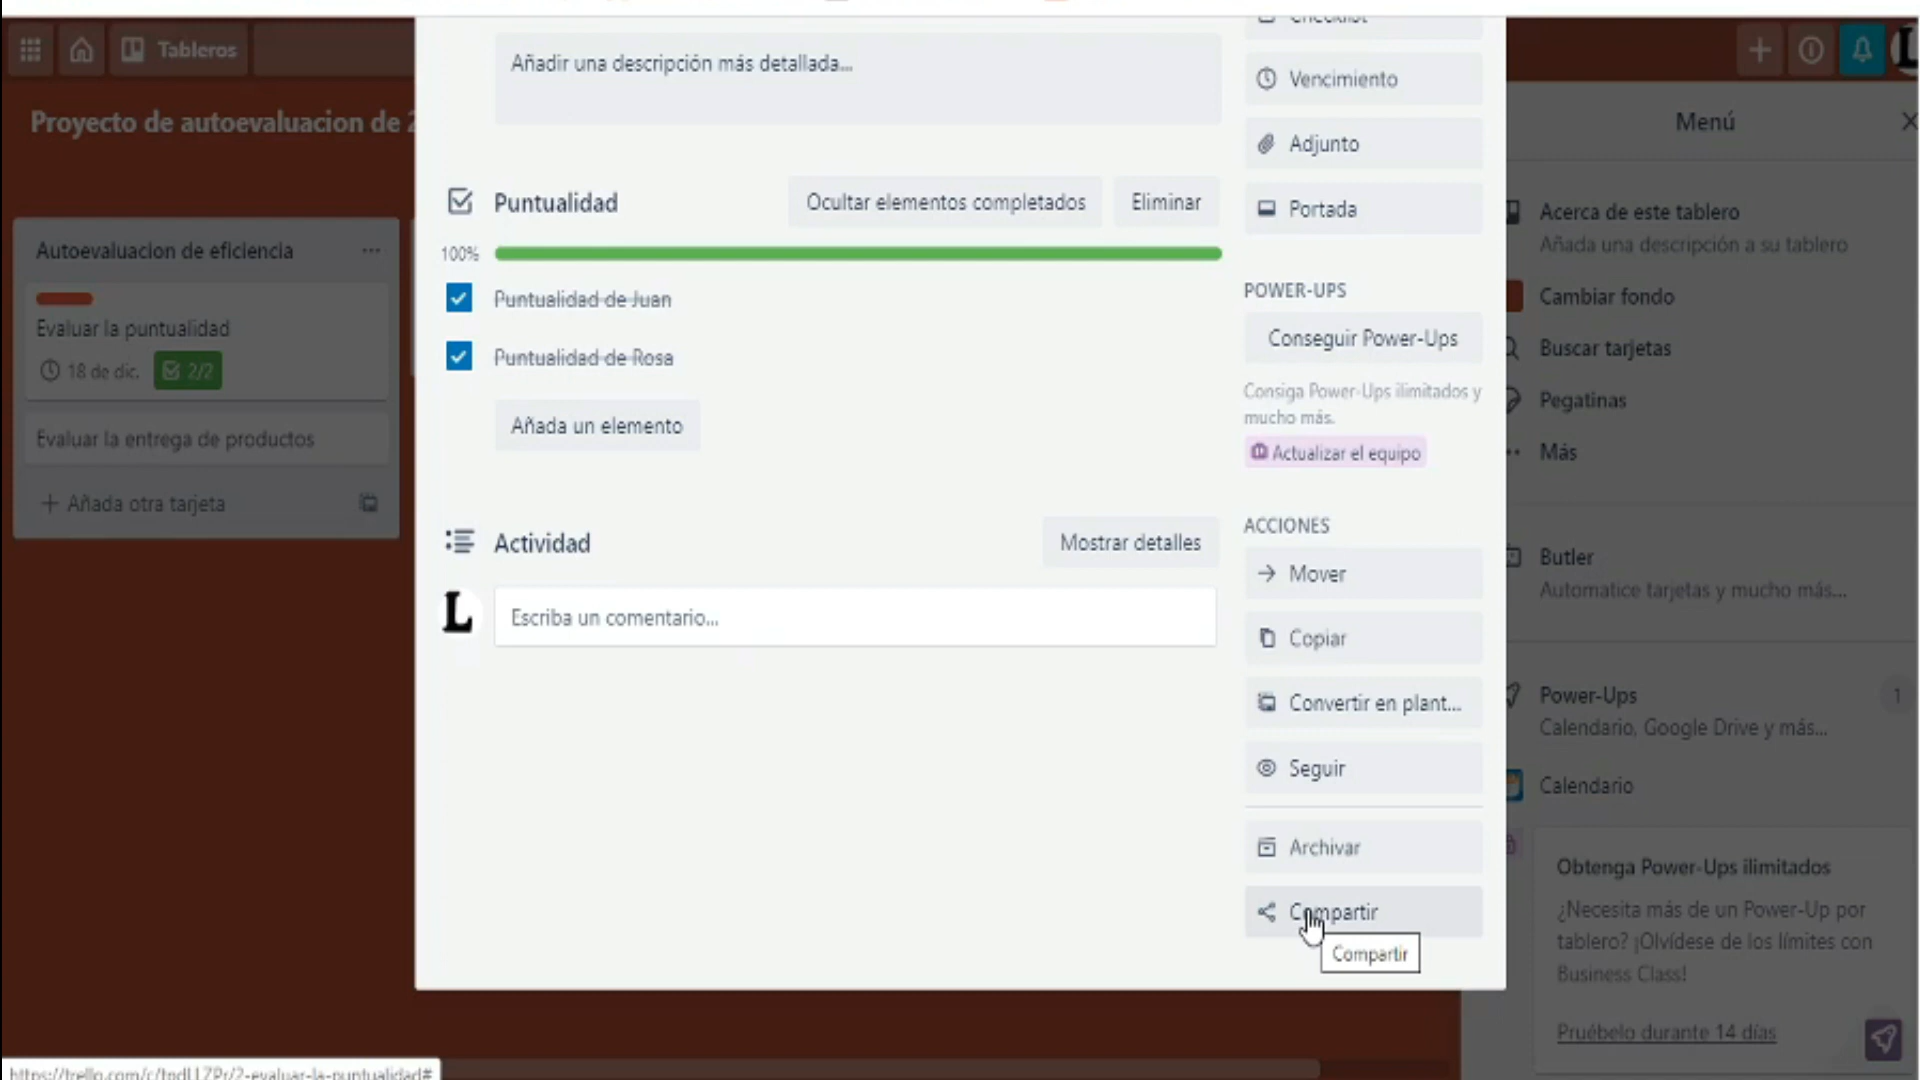 Tableros
Proyecto de autoevaluacion de 2
Autoevaluacion de eficiencia
Evaluar la puntualidad
18 de dic.
2/2
Evaluar la entrega de productos
+ Añada otra tarjeta
Añadir una descripción más detallada...
Puntualidad
Ocultar elementos completados
Eliminar
100%
Puntualidad de Juan
Puntualidad de Rosa
Añada un elemento
Actividad
Mostrar detalles
L
Escriba un comentario...
Checklist
Vencimiento
Adjunto
Portada
POWER-UPS
Conseguir Power-Ups
Consiga Power-Ups ilimitados y
mucho más.
Actualizar el equipo
ACCIONES
Mover
Copiar
Convertir en plant...
Seguir
Archivar
Compartir
Compartir
Menú
Acerca de este tablero
Añada una descripción a su tablero
Cambiar fondo
Buscar tarjetas
Pegatinas
Más
Butler
Automatice tarjetas y mucho más...
Power-Ups
1
Calendario, Google Drive y más...
Calendario
Obtenga Power-Ups ilimitados
¿Necesita más de un Power-Up por
tablero? ¡Olvídese de los límites con
Business Class!
Pruébelo durante 14 días